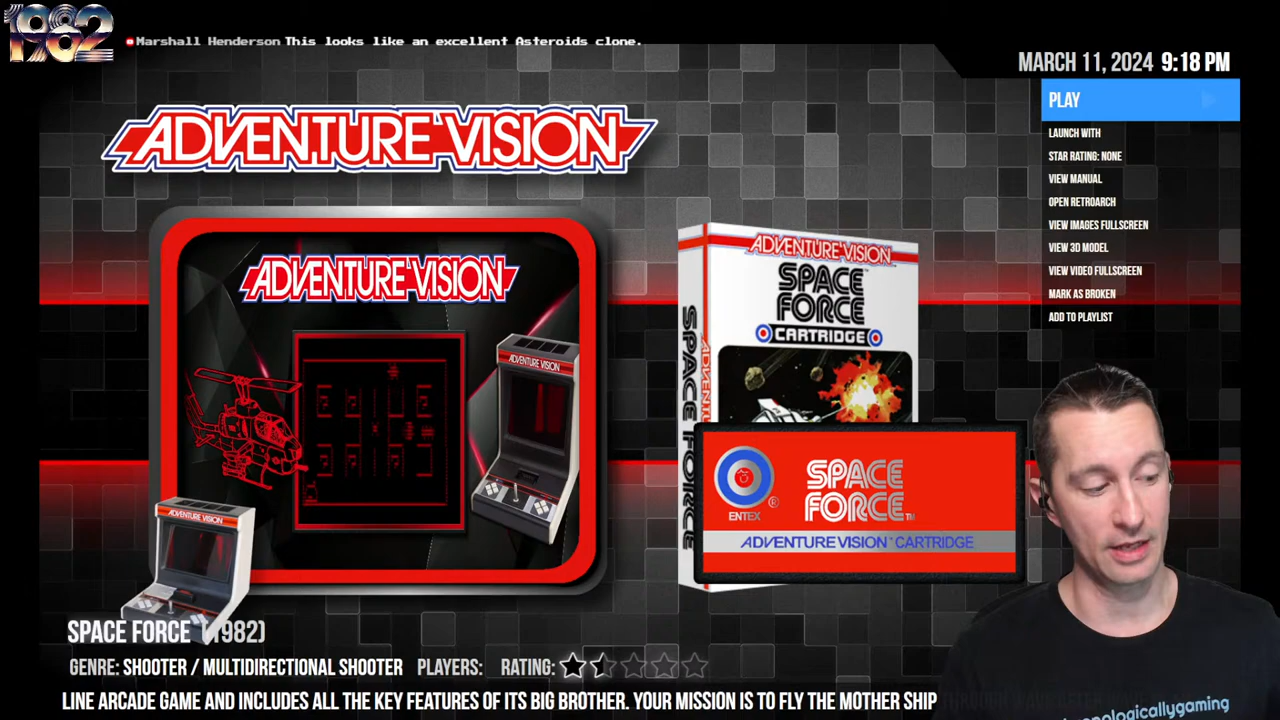 1982
Marshall Henderson This looks like an excellent Asteroids clone.
MARCH 11, 2024 9:18 PM
ADVENTURE VISION
PLAY
LAUNCH WITH
STAR RATING: NONE
VIEW MANUAL
OPEN RETROARCH
VIEW IMAGES FULLSCREEN
VIEW 3D MODEL
VIEW VIDEO FULLSCREEN
MARK AS BROKEN
ADD TO PLAYLIST
ADVENTURE VISION
ADVENTURE VISION
ADVENTURE VISION
SPACE
FORCE
CARTRIDGE
SPACE FORCE
SPACE
FORCE™
ENTEX ®
ADVENTURE VISION™ CARTRIDGE
ADVENTURE VISION
SPACE FORCE (1982)
GENRE: SHOOTER / MULTIDIRECTIONAL SHOOTER PLAYERS: RATING:
LINE ARCADE GAME AND INCLUDES ALL THE KEY FEATURES OF ITS BIG BROTHER. YOUR MISSION IS TO FLY THE MOTHER SHIP
nologicallygaming